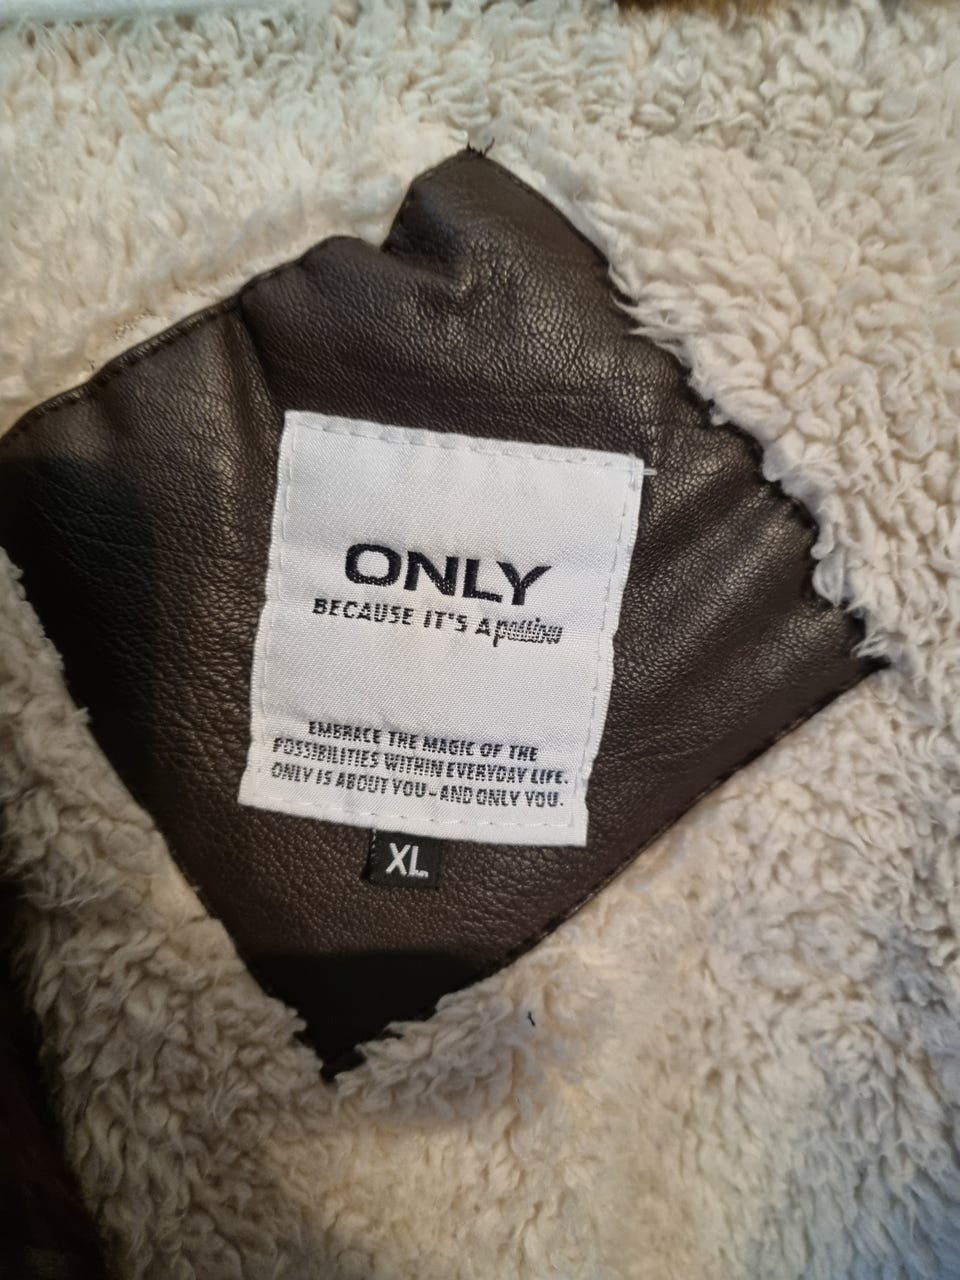 ONLY
BECAUSE IT'S A
EMBRACE THE MAGIC OF THE
POSSIBILITIES WITHIN EVERYDAY LIFE.
ONLY IS ABOUT YOU-AND ONLY YOU.
XL